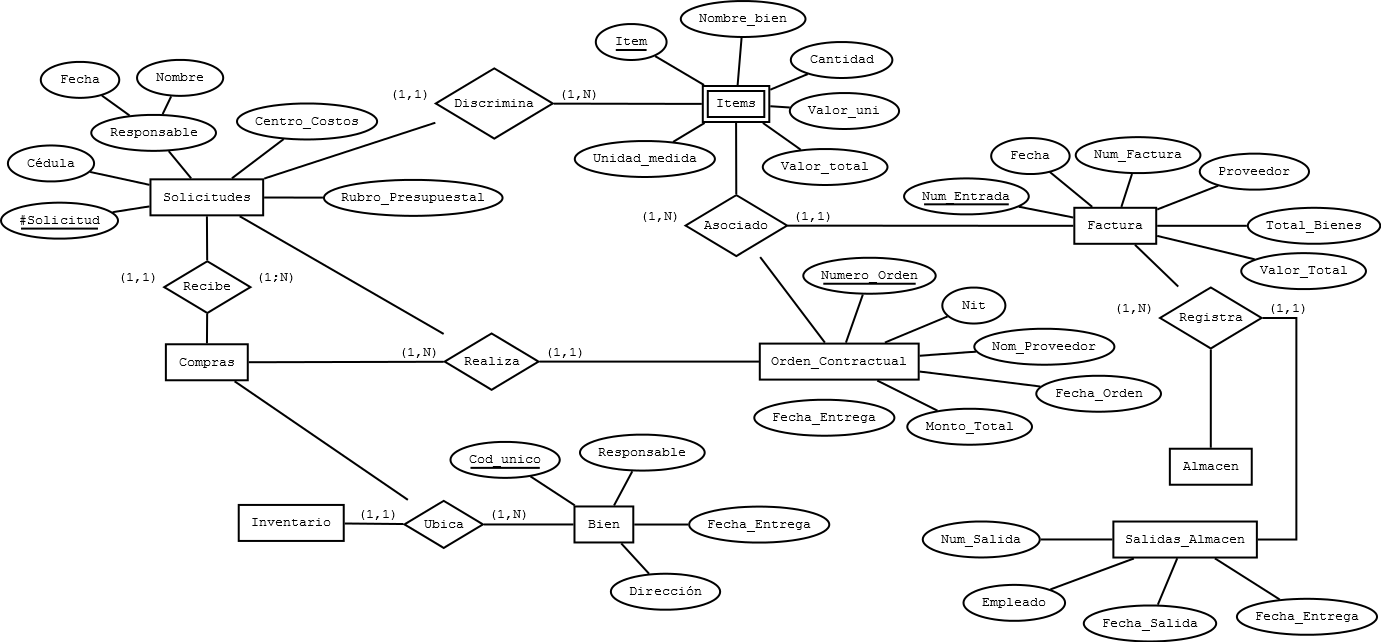 Nombre_bien
Item
Cantidad
Fecha
Nombre
(1,1)
Discrimina
(1,N)
Items
Valor_uni
Centro_Costos
Responsable
Unidad_medida
Valor_total
Cédula
Fecha
Num_Factura
Proveedor
Solicitudes
Rubro_Presupuestal
Num_Entrada
#Solicitud
(1,N)
Asociado
(1,1)
Factura
Total_Bienes
Valor_Total
(1,1)
Recibe
(1;N)
Numero_Orden
Nit
(1,N)
Registra
(1,1)
Compras
(1,N)
Realiza
(1,1)
Orden_Contractual
Nom_Proveedor
Fecha_Orden
Fecha_Entrega
Monto_Total
Cod_unico
Responsable
Almacen
Inventario
(1,1)
Ubica
(1,N)
Bien
Fecha_Entrega
Num_Salida
Salidas_Almacen
Dirección
Empleado
Fecha_Salida
Fecha_Entrega